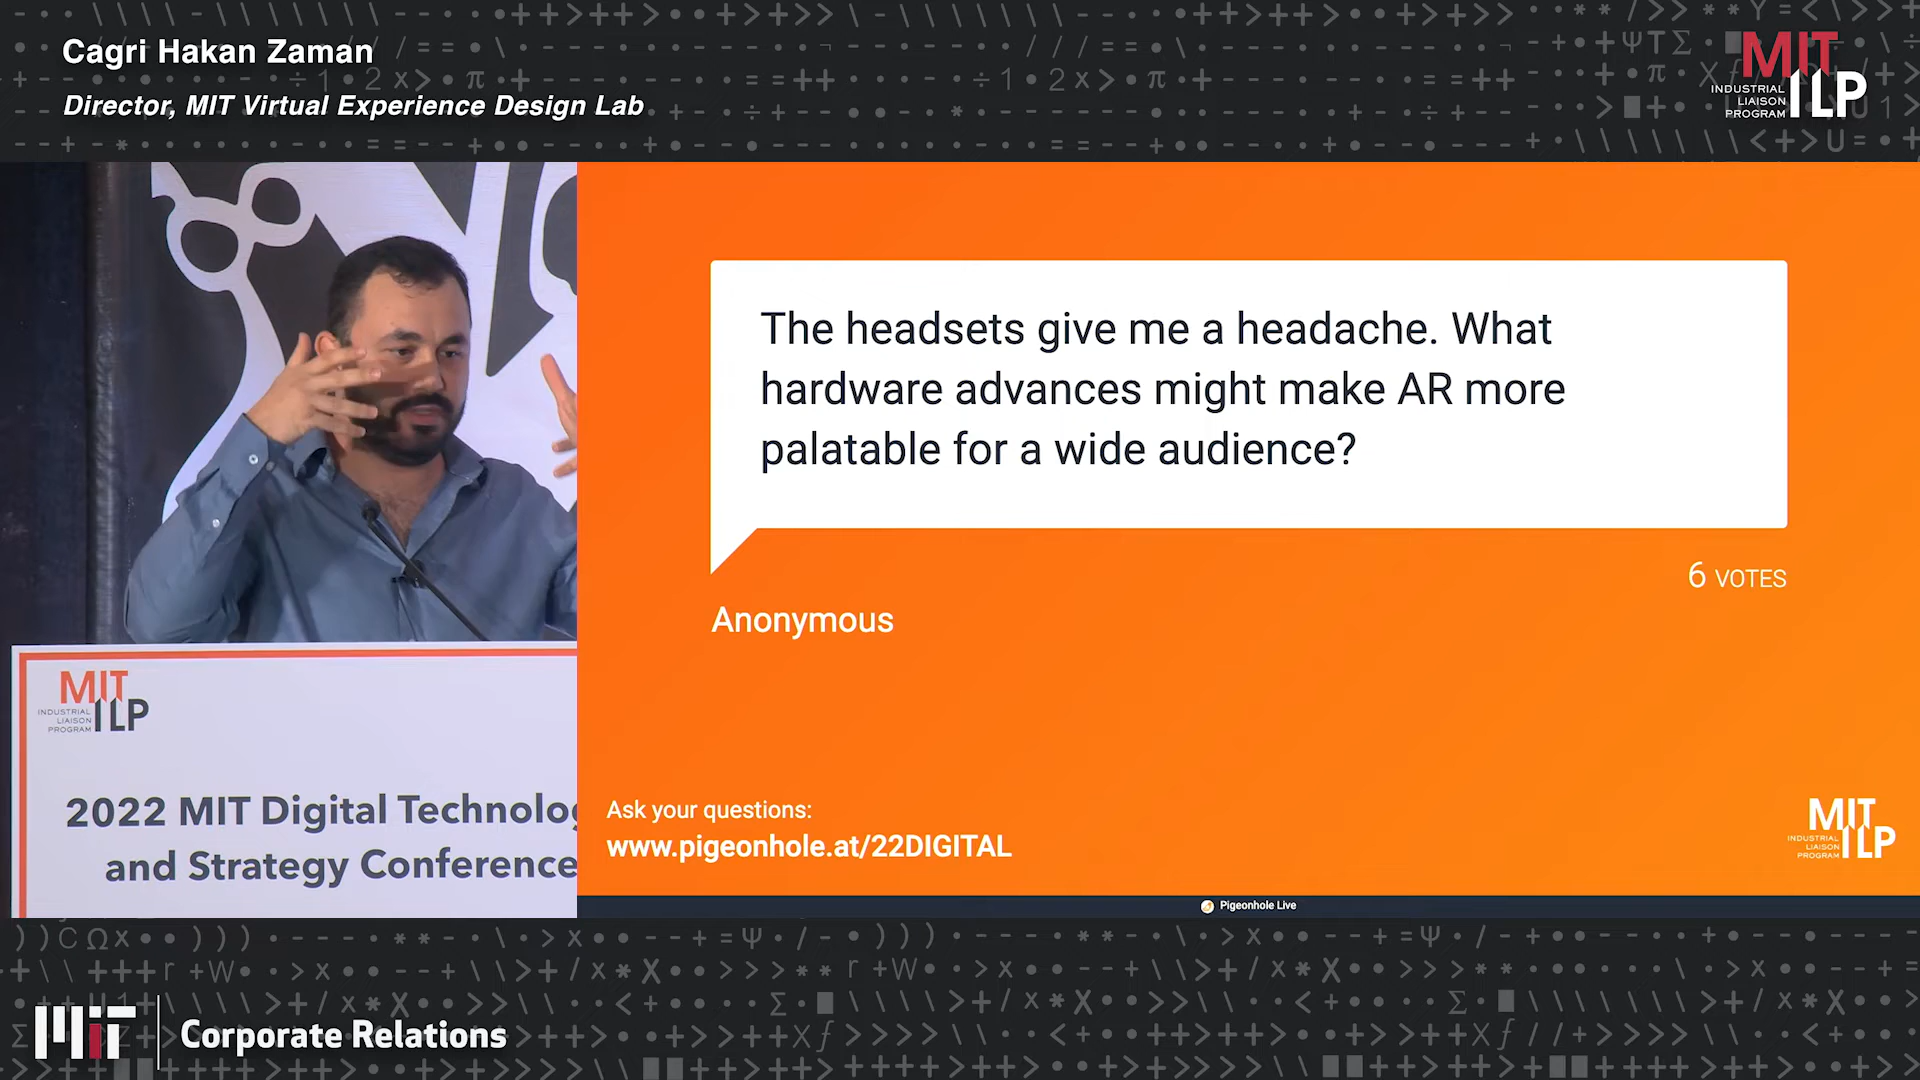 Cagri Hakan Zaman
Director, MIT Virtual Experience Design Lab
MIT
INDUSTRIAL
LIAISON
PROGRAM
ILP
The headsets give me a headache. What
hardware advances might make AR more
palatable for a wide audience?
6 VOTES
Anonymous
MIT
INDUSTRIAL
LIAISON
PROGRAM
ILP
2022 MIT Digital Technolog
and Strategy Conference
Ask your questions:
www.pigeonhole.at/22DIGITAL
MIT
INDUSTRIAL
LIAISON
PROGRAM
ILP
Pigeonhole Live
MIT
Corporate Relations